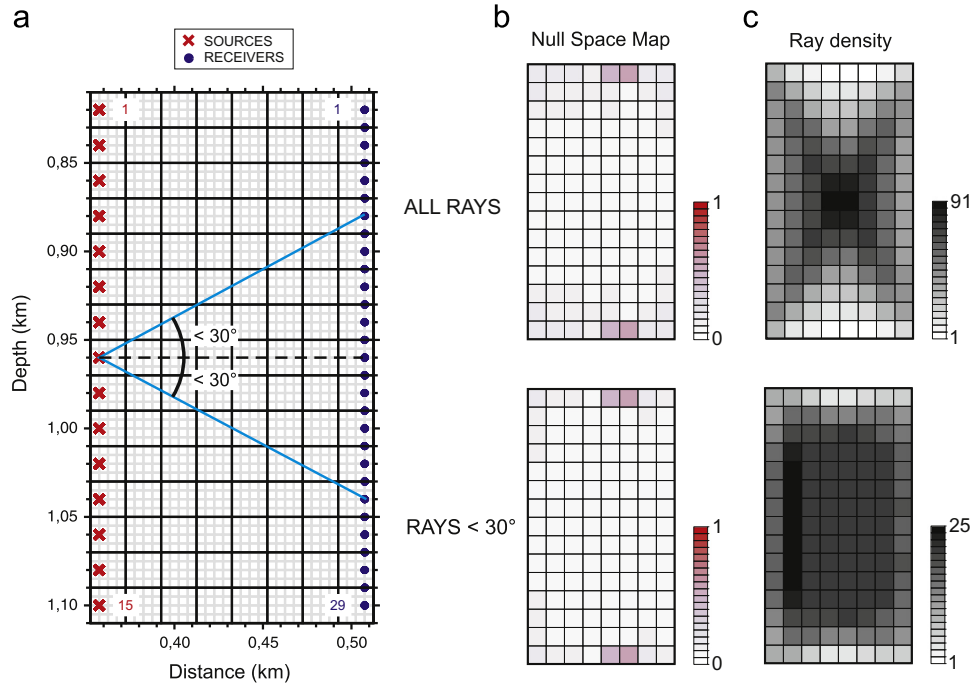 a
b
c
SOURCES
RECEIVERS
Null Space Map
Ray density
1
1
0,85
0,90
0,95
1,00
1,05
1,10
Depth (km)
< 30°
< 30°
15
29
0,40
0,45
0,50
Distance (km)
ALL RAYS
1
0
91
1
RAYS < 30°
1
0
25
1